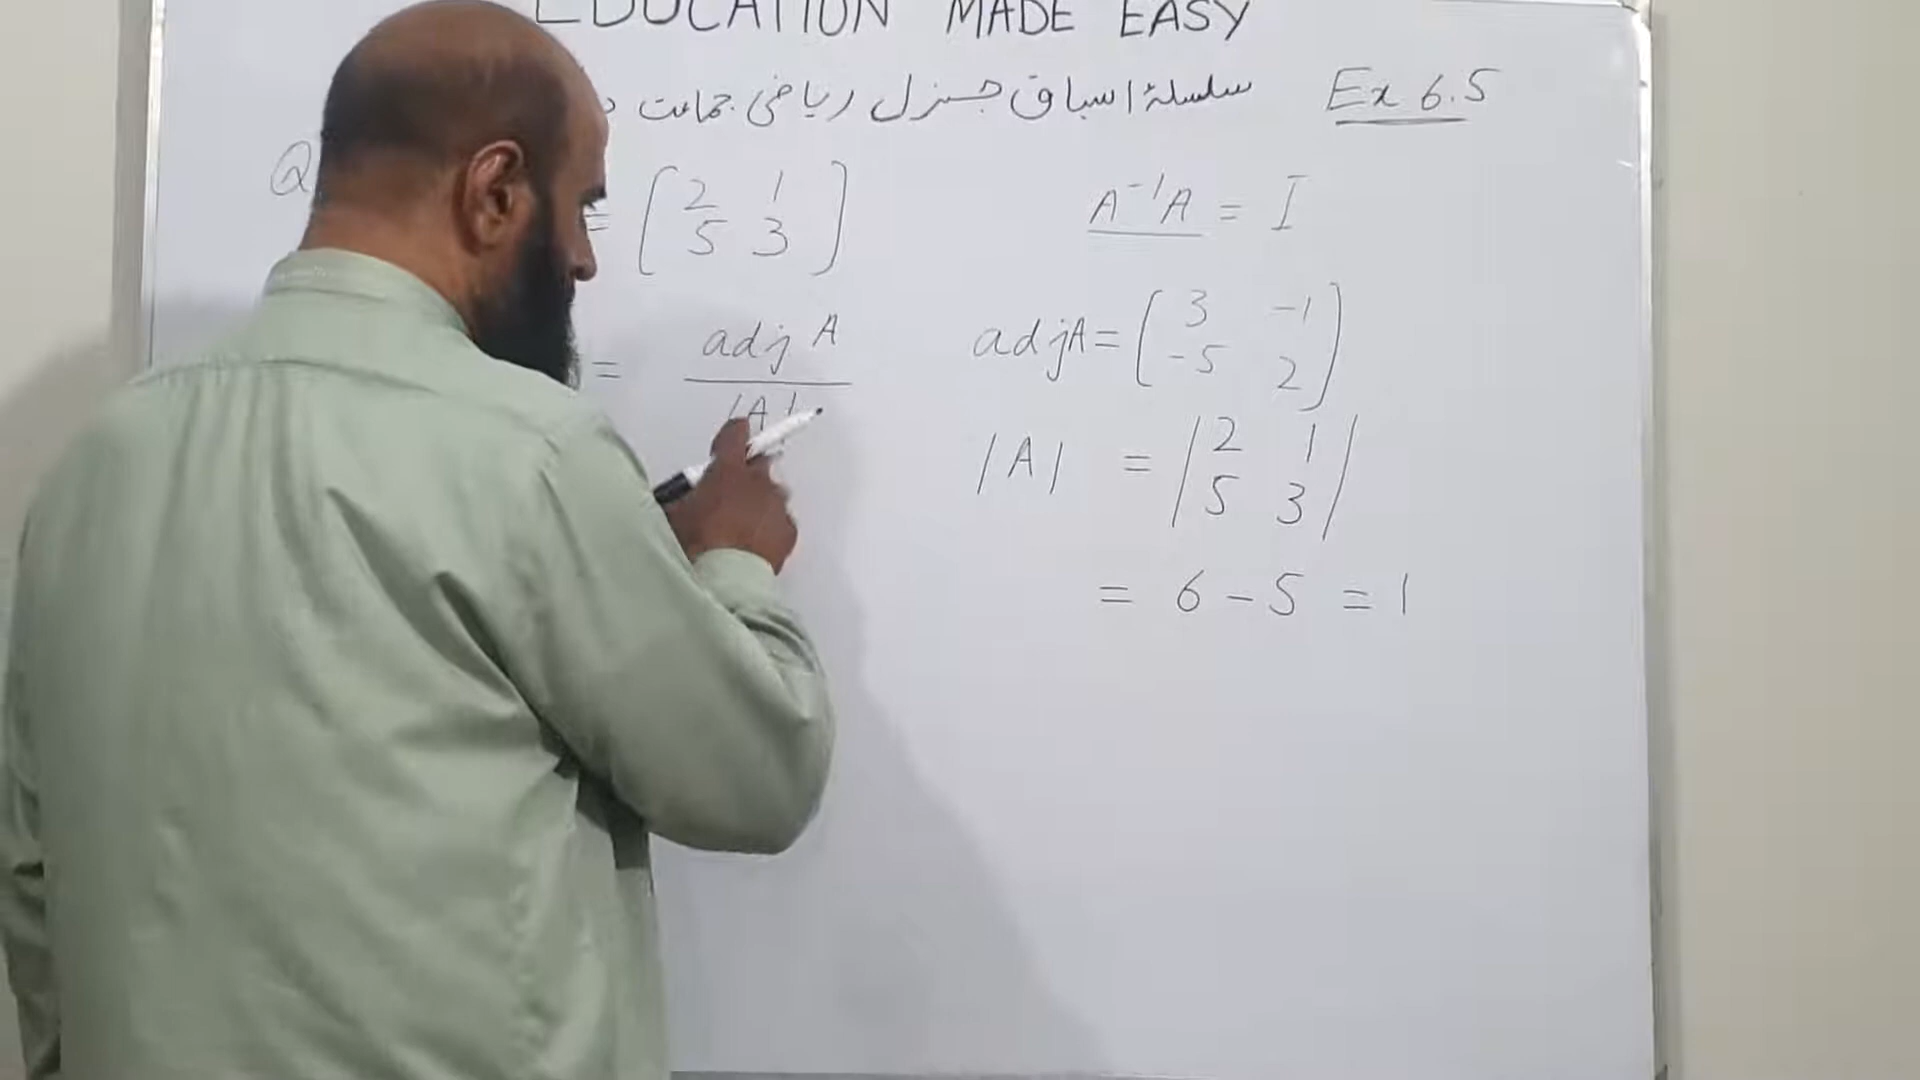 EDUCATION MADE EASY
سلسلۂ اسباق جنرل ریاضی جماعت Ex 6.5
Q = [2 1
5 3]
A⁻¹A = I
= adj A
|A|
adjA = [3 -1
-5 2]
|A| = |2 1
5 3|
= 6 - 5 = 1